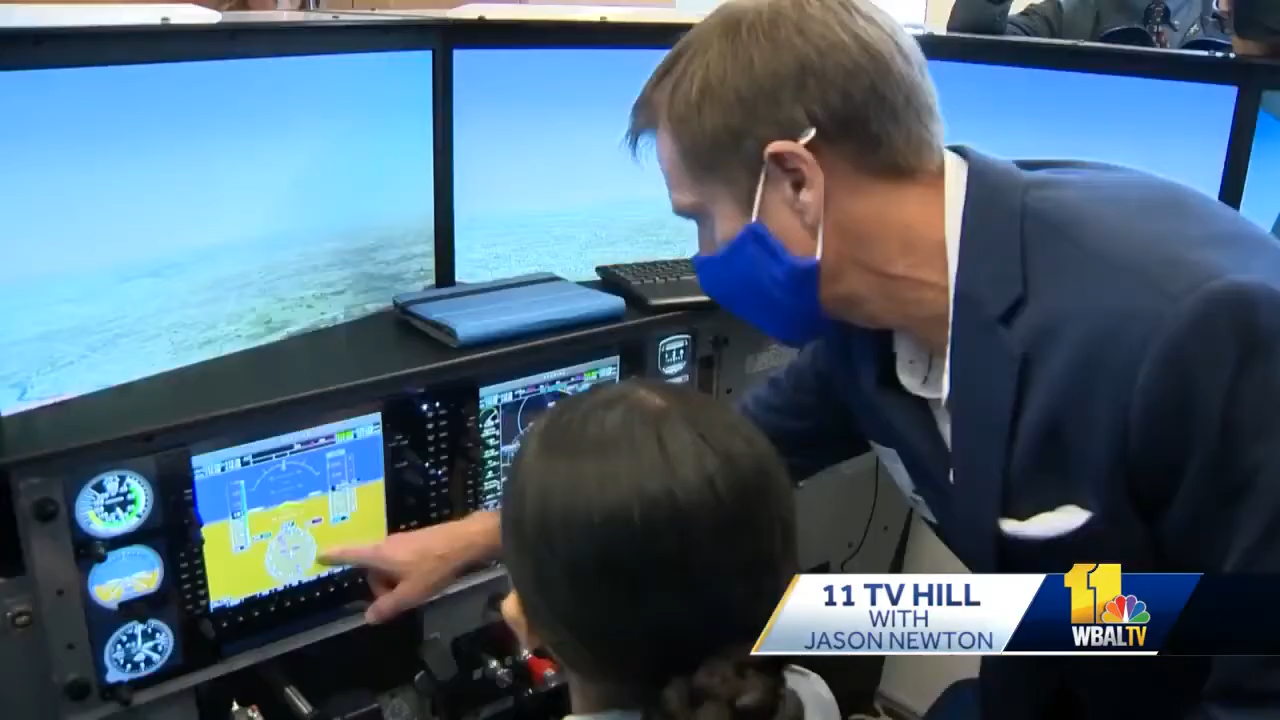 11 TV HILL
WITH
JASON NEWTON
11
WBALTV